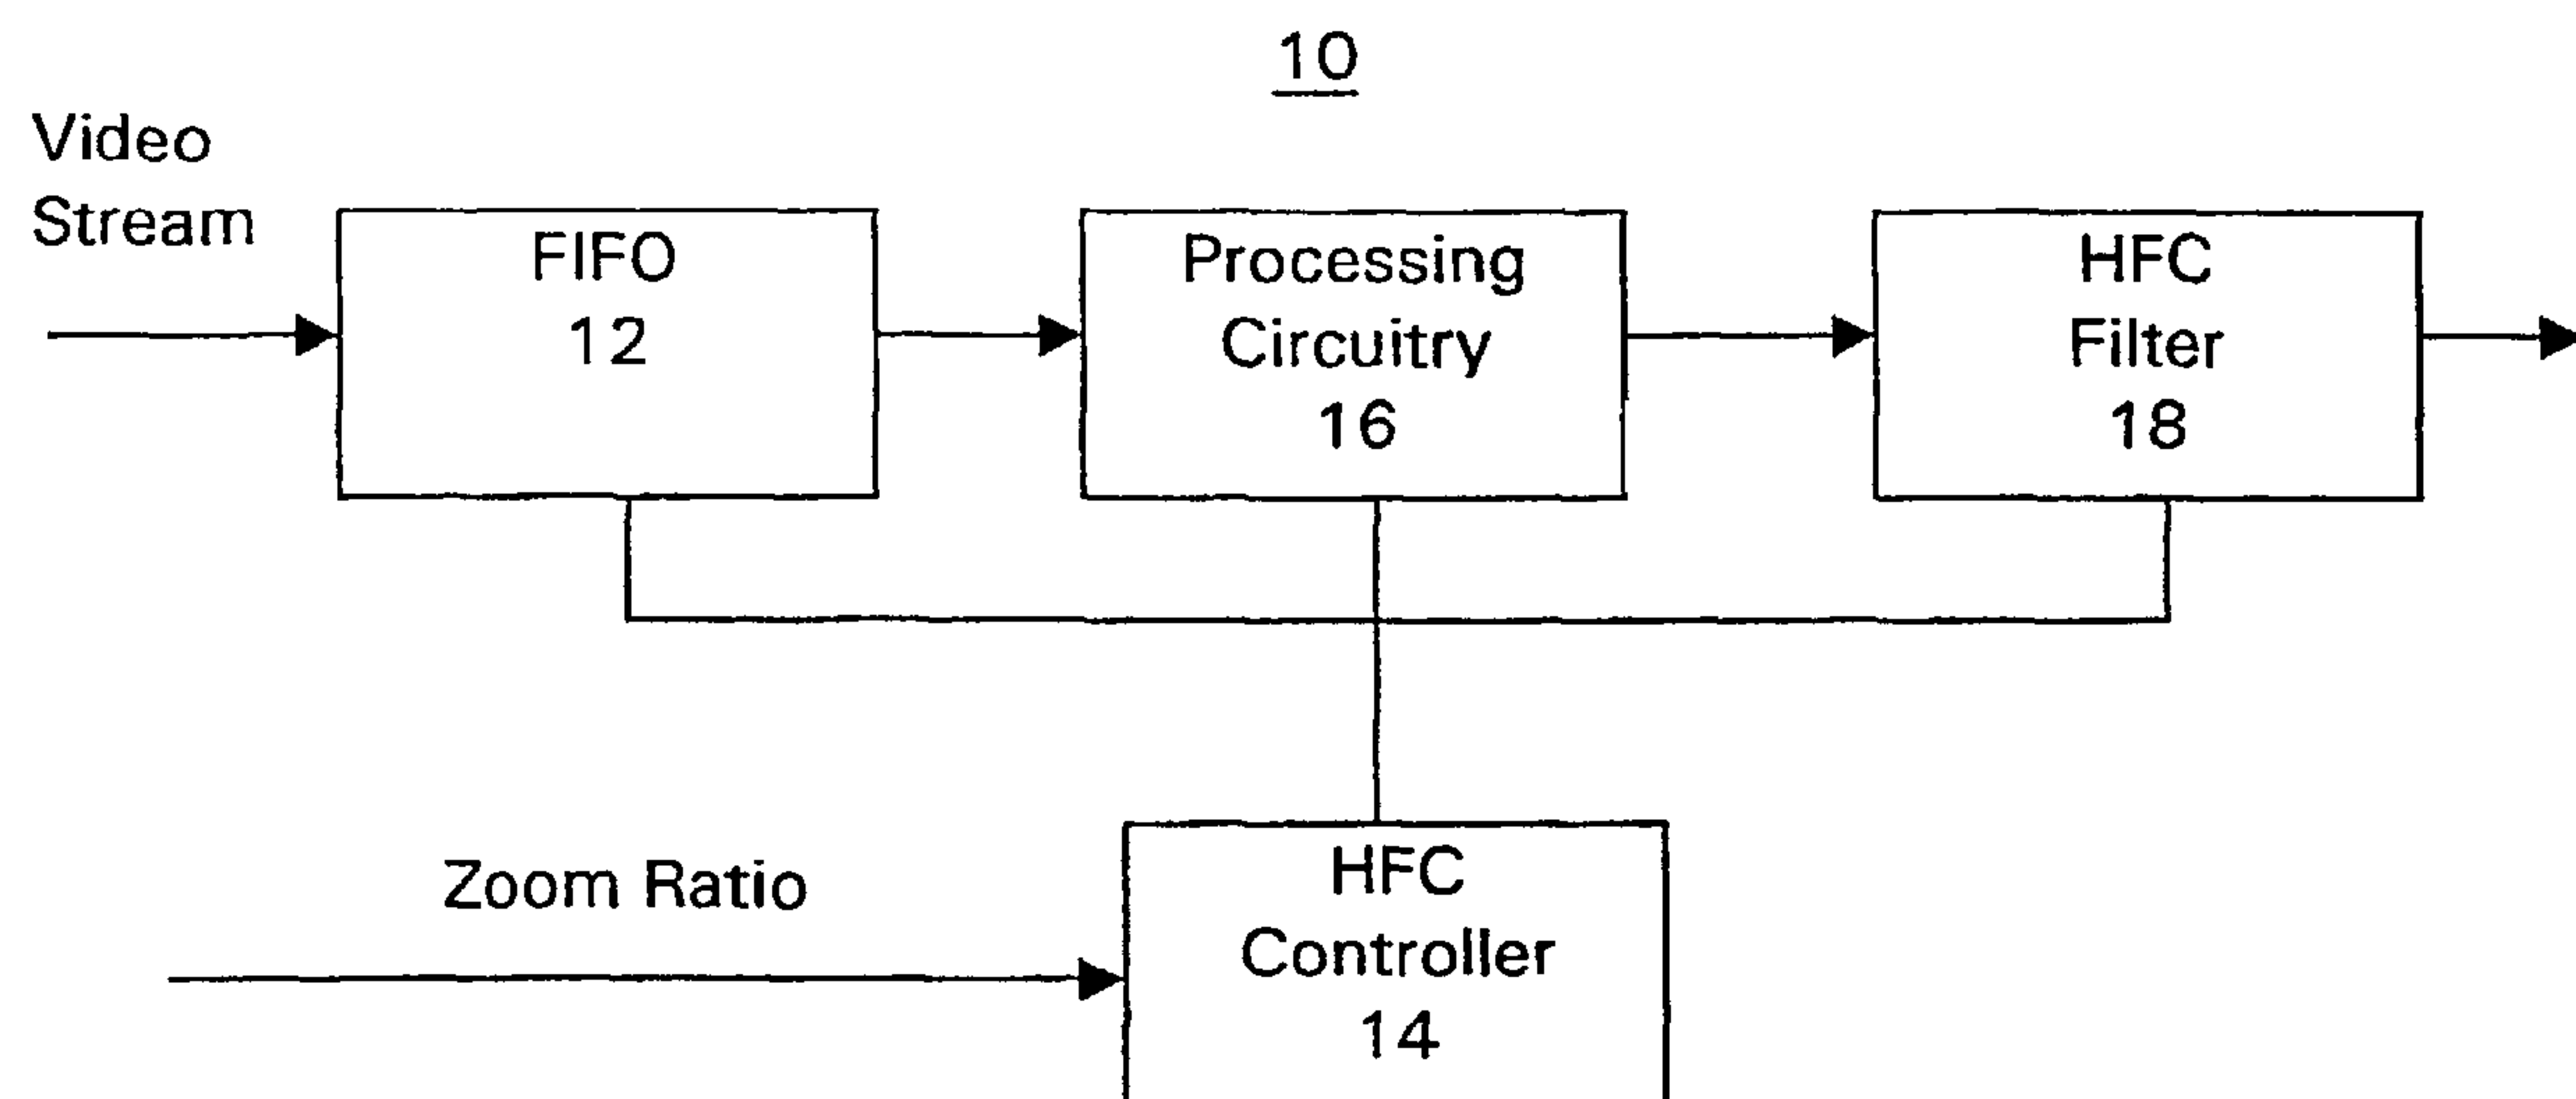 10
Video
Stream
FIFO
12
Processing
Circuitry
16
HFC
Filter
18
Zoom Ratio
HFC
Controller
14